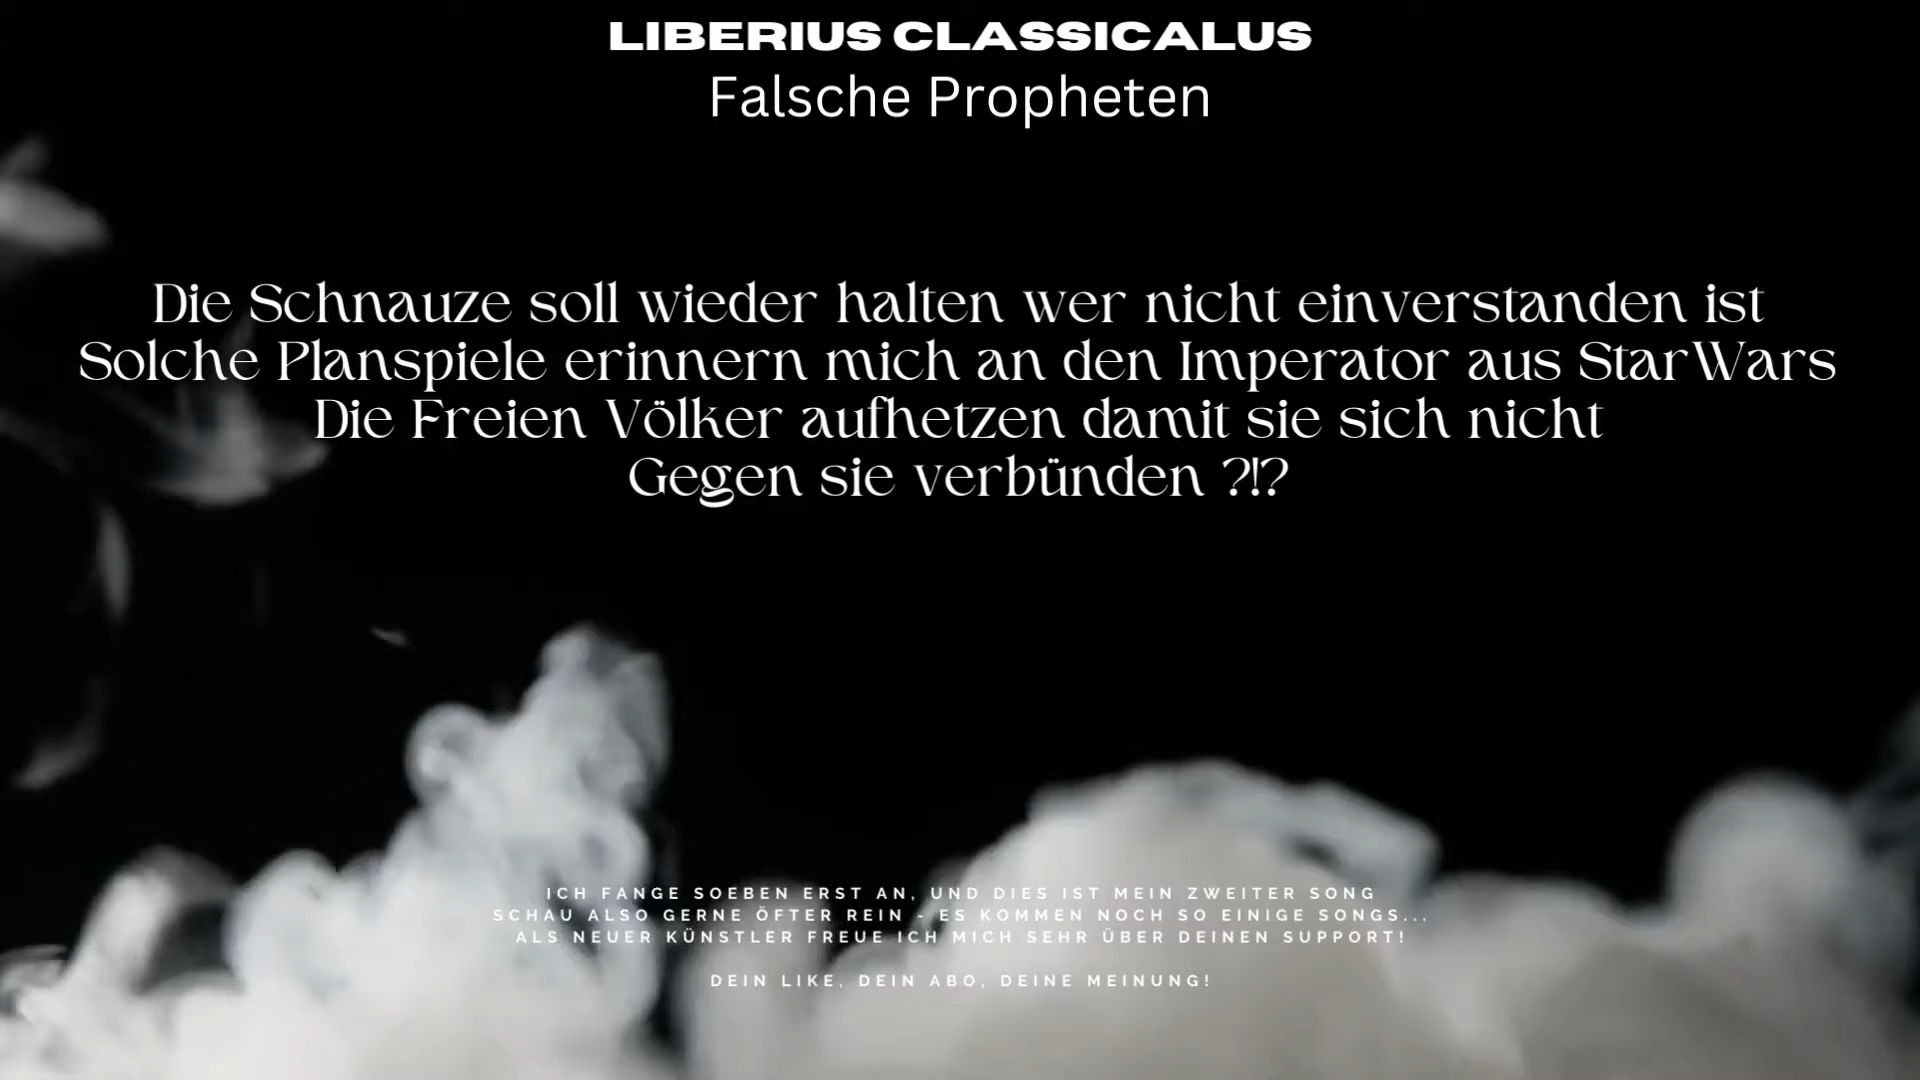 LIBERIUS CLASSICALUS
Falsche Propheten
Die Schnauze soll wieder halten wer nicht einverstanden ist
Solche Planspiele erinnern mich an den Imperator aus StarWars
Die Freien Völker aufhetzen damit sie sich nicht
Gegen sie verbünden ?!?
ICH FANGE SOEBEN ERST AN, UND DIES IST MEIN ZWEITER SONG
SCHAU ALSO GERNE ÖFTER REIN - ES KOMMEN NOCH SO EINIGE SONGS...
ALS NEUER KÜNSTLER FREUE ICH MICH SEHR ÜBER DEINEN SUPPORT!
DEIN LIKE, DEIN ABO, DEINE MEINUNG!